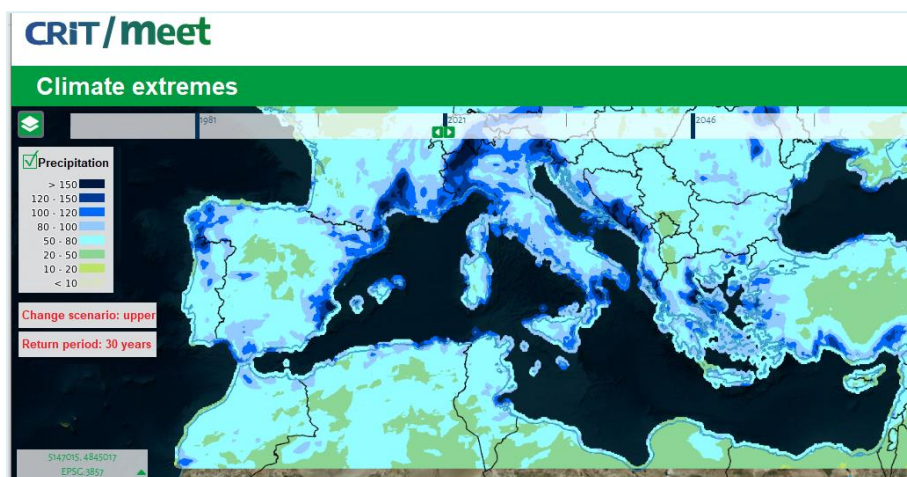 CRiT/meet
Climate extremes
1981
2021
2046
Precipitation
> 150
120 - 150
100 - 120
80 - 100
50 - 80
20 - 50
10 - 20
< 10
Change scenario: upper
Return period: 30 years
5147015, 4845017
EPSG:3857